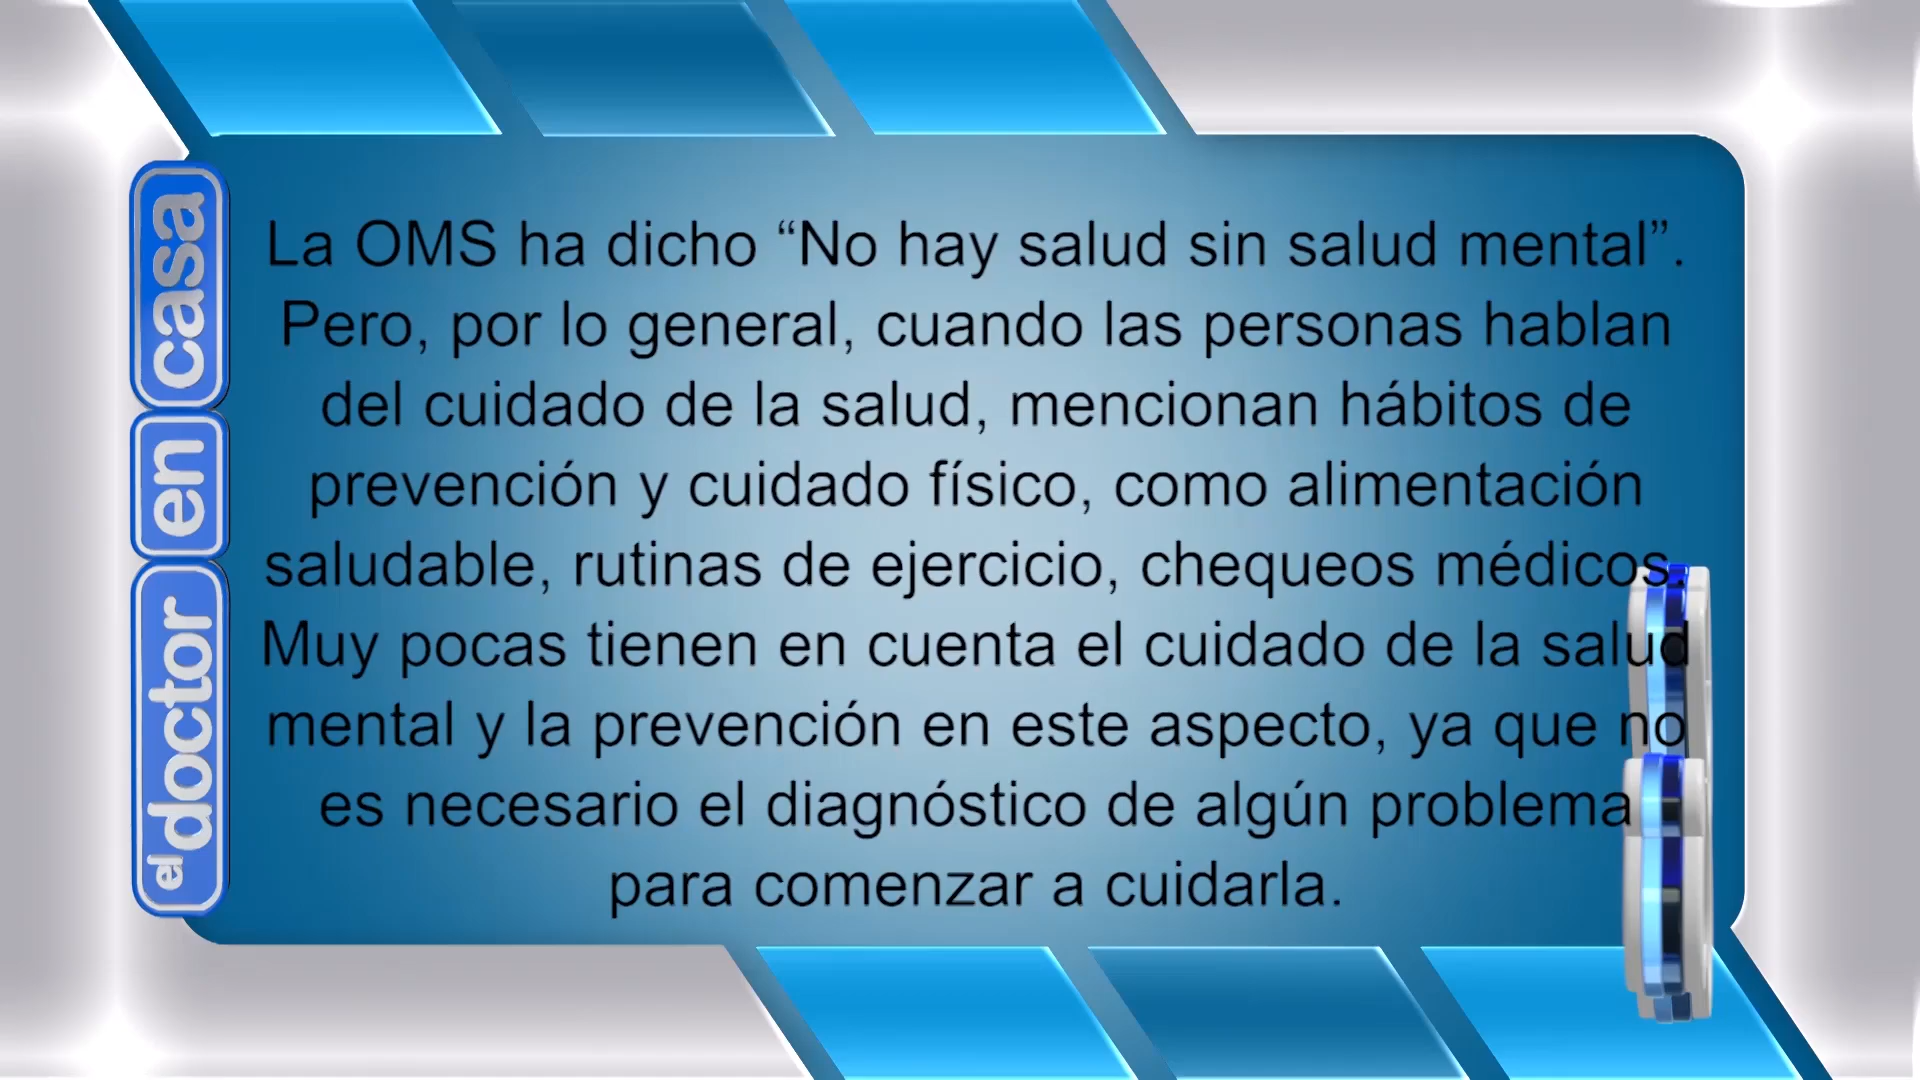 el doctor en casa
La OMS ha dicho “No hay salud sin salud mental”.
Pero, por lo general, cuando las personas hablan
del cuidado de la salud, mencionan hábitos de
prevención y cuidado físico, como alimentación
saludable, rutinas de ejercicio, chequeos médicos.
Muy pocas tienen en cuenta el cuidado de la salud
mental y la prevención en este aspecto, ya que no
es necesario el diagnóstico de algún problema
para comenzar a cuidarla.